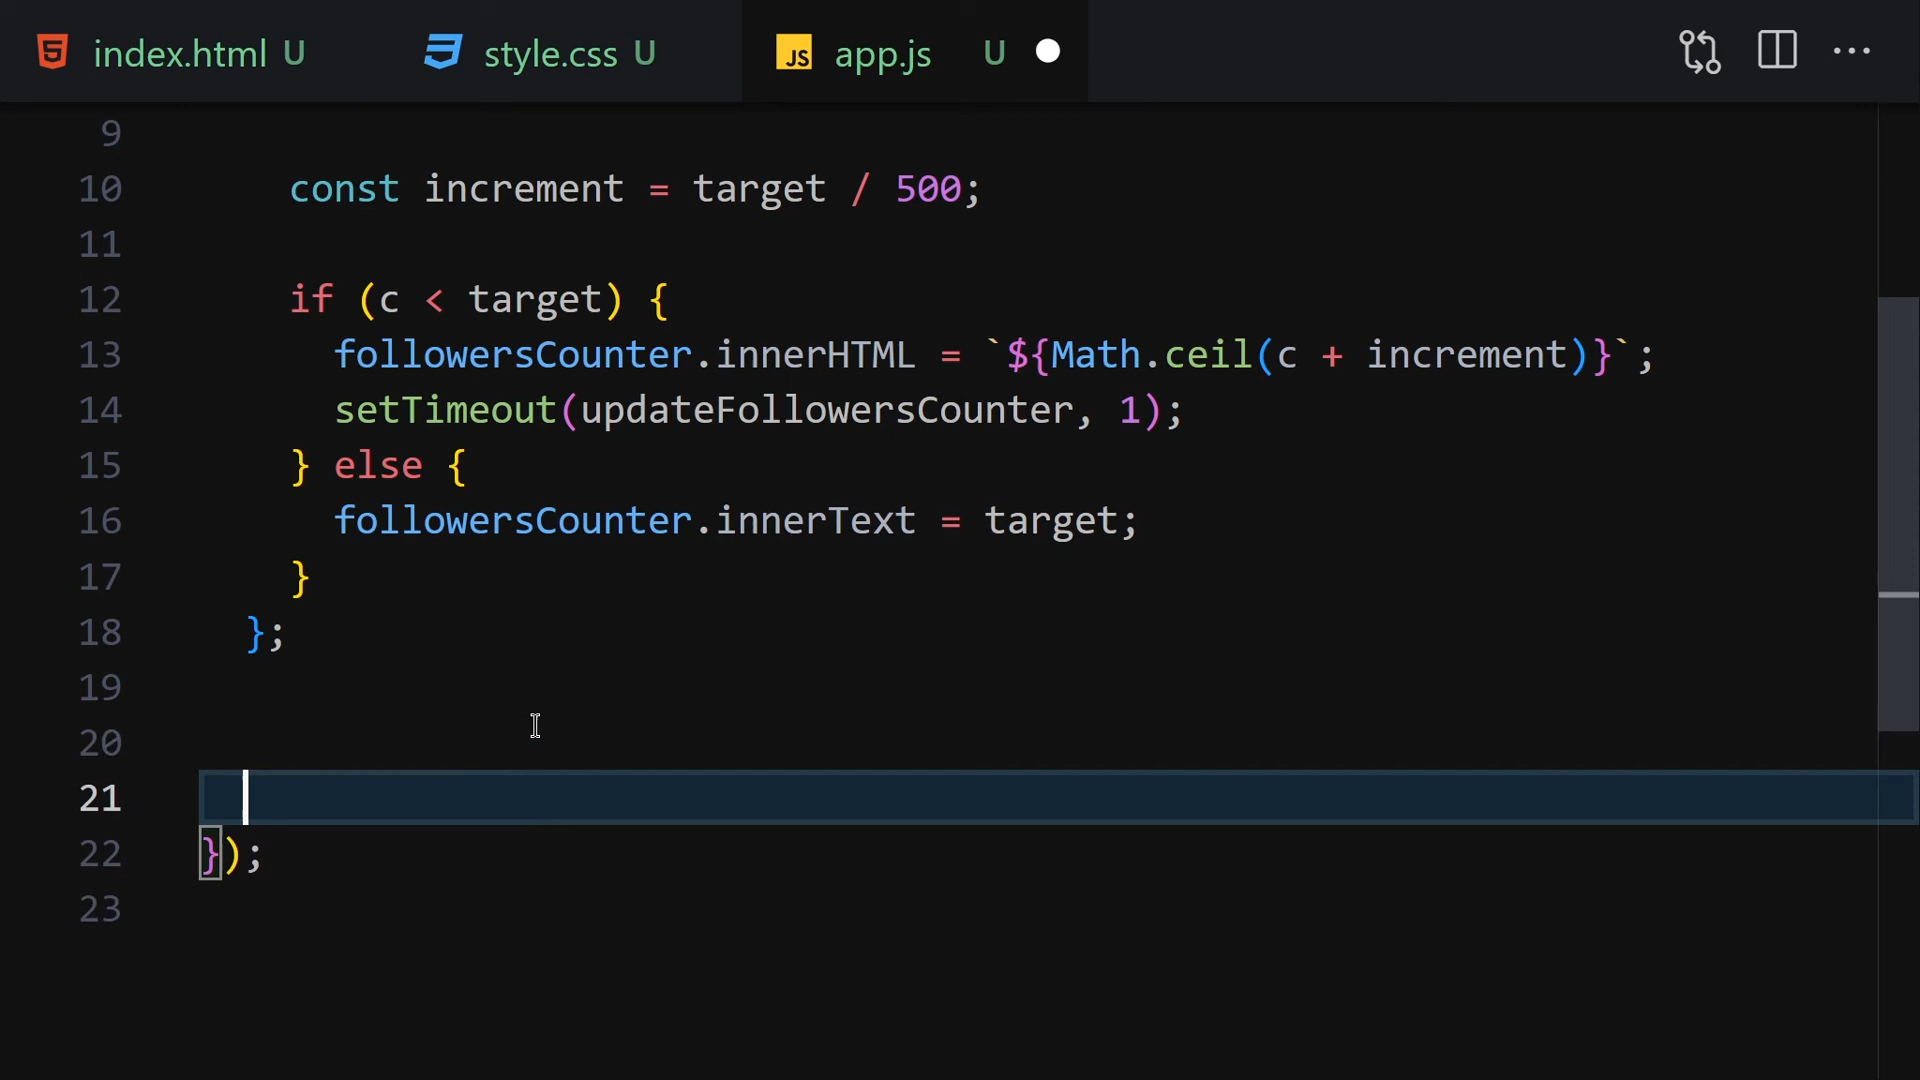 index.html U style.css U JS app.js U
9
10 const increment = target / 500;
11
12 if (c < target) {
13 followersCounter.innerHTML = `${Math.ceil(c + increment)}`;
14 setTimeout(updateFollowersCounter, 1);
15 } else {
16 followersCounter.innerText = target;
17 }
18 };
19
20
21
22 });
23